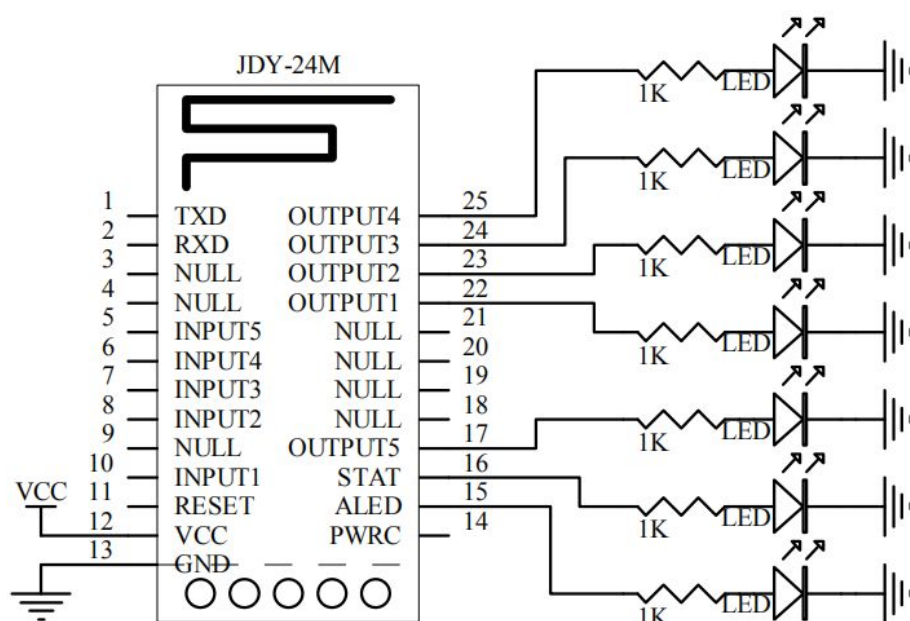 JDY-24M
1 TXD OUTPUT4 25 1K LED
2 RXD OUTPUT3 24 1K LED
3 NULL OUTPUT2 23 1K LED
4 NULL OUTPUT1 22 1K LED
5 INPUT5 NULL 21
6 INPUT4 NULL 20
7 INPUT3 NULL 19
8 INPUT2 NULL 18
9 NULL OUTPUT5 17 1K LED
10 INPUT1 STAT 16 1K LED
VCC 11 RESET ALED 15 1K LED
12 VCC PWRC 14
13 GND